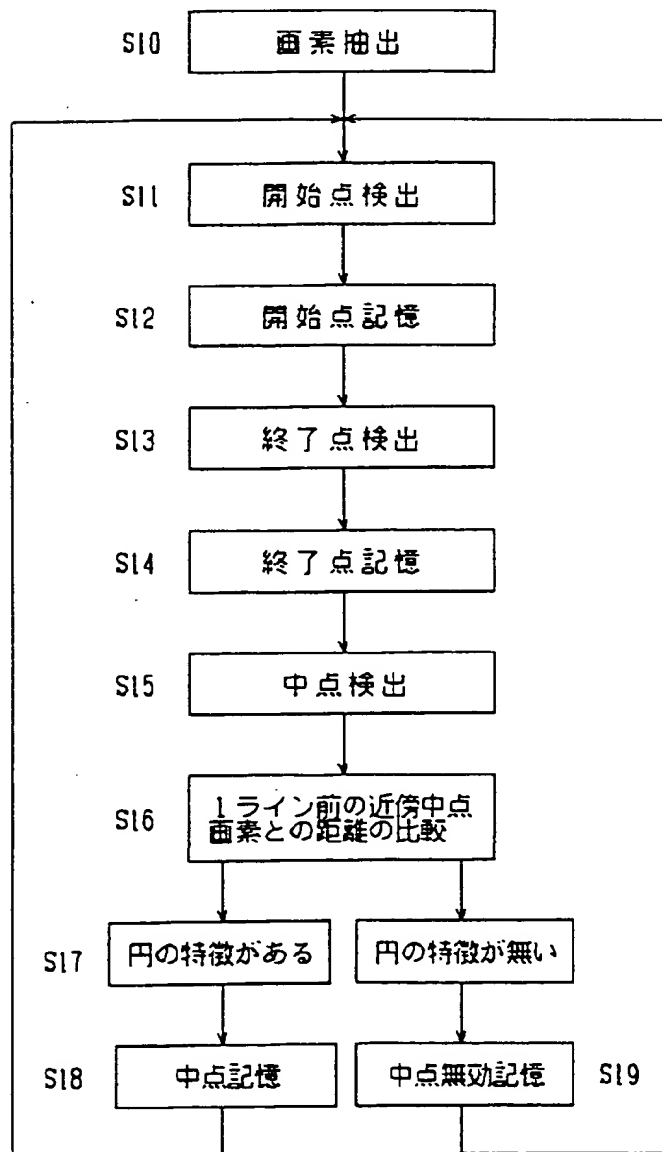 S10 画素抽出
S11 開始点検出
S12 開始点記憶
S13 終了点検出
S14 終了点記憶
S15 中点検出
S16 1ライン前の近傍中点
画素との距離の比較
S17 円の特徴がある 円の特徴が無い
S18 中点記憶 中点無効記憶 S19